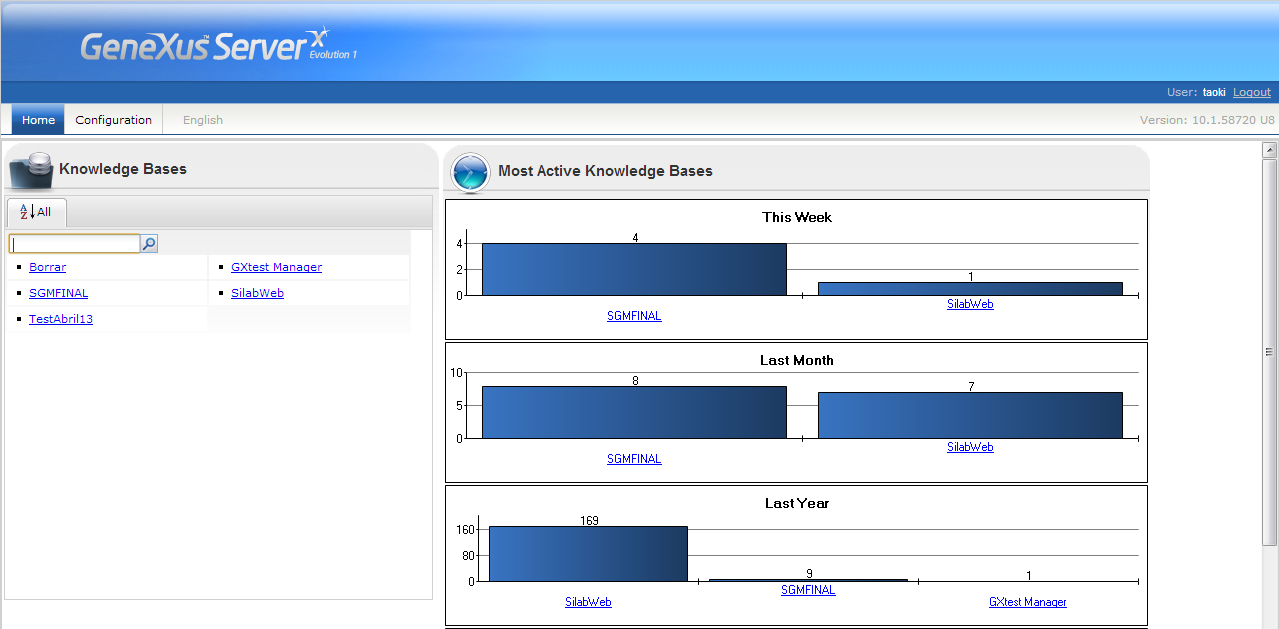 GeneXus™ Server X
Evolution 1
User: taoki Logout
Home Configuration English Version: 10.1.58720 U8
Knowledge Bases
A Z All
Borrar GXtest Manager
SGMFINAL SilabWeb
TestAbril13
Most Active Knowledge Bases
This Week
4
2
0
4
1
SGMFINAL
SilabWeb
Last Month
10
5
0
8
7
SGMFINAL
SilabWeb
Last Year
160
80
0
169
9
1
SilabWeb
SGMFINAL
GXtest Manager